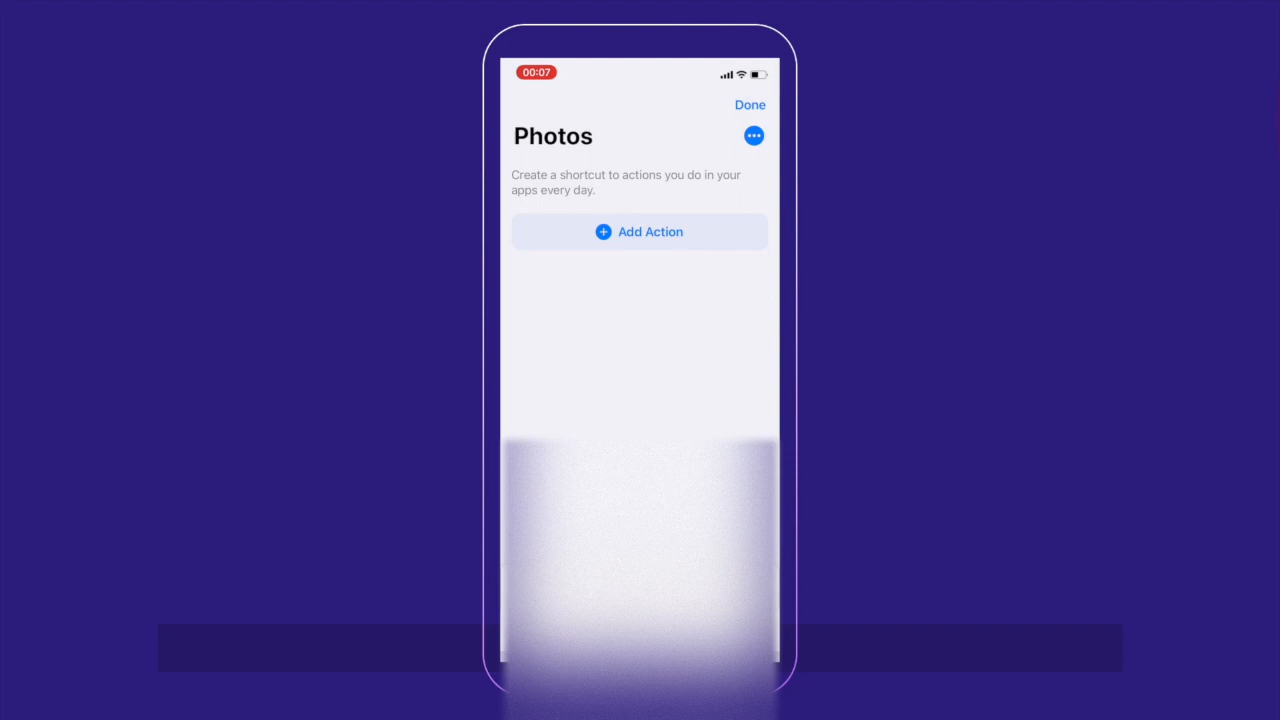 00:07
Done
Photos
Create a shortcut to actions you do in your
apps every day.
Add Action